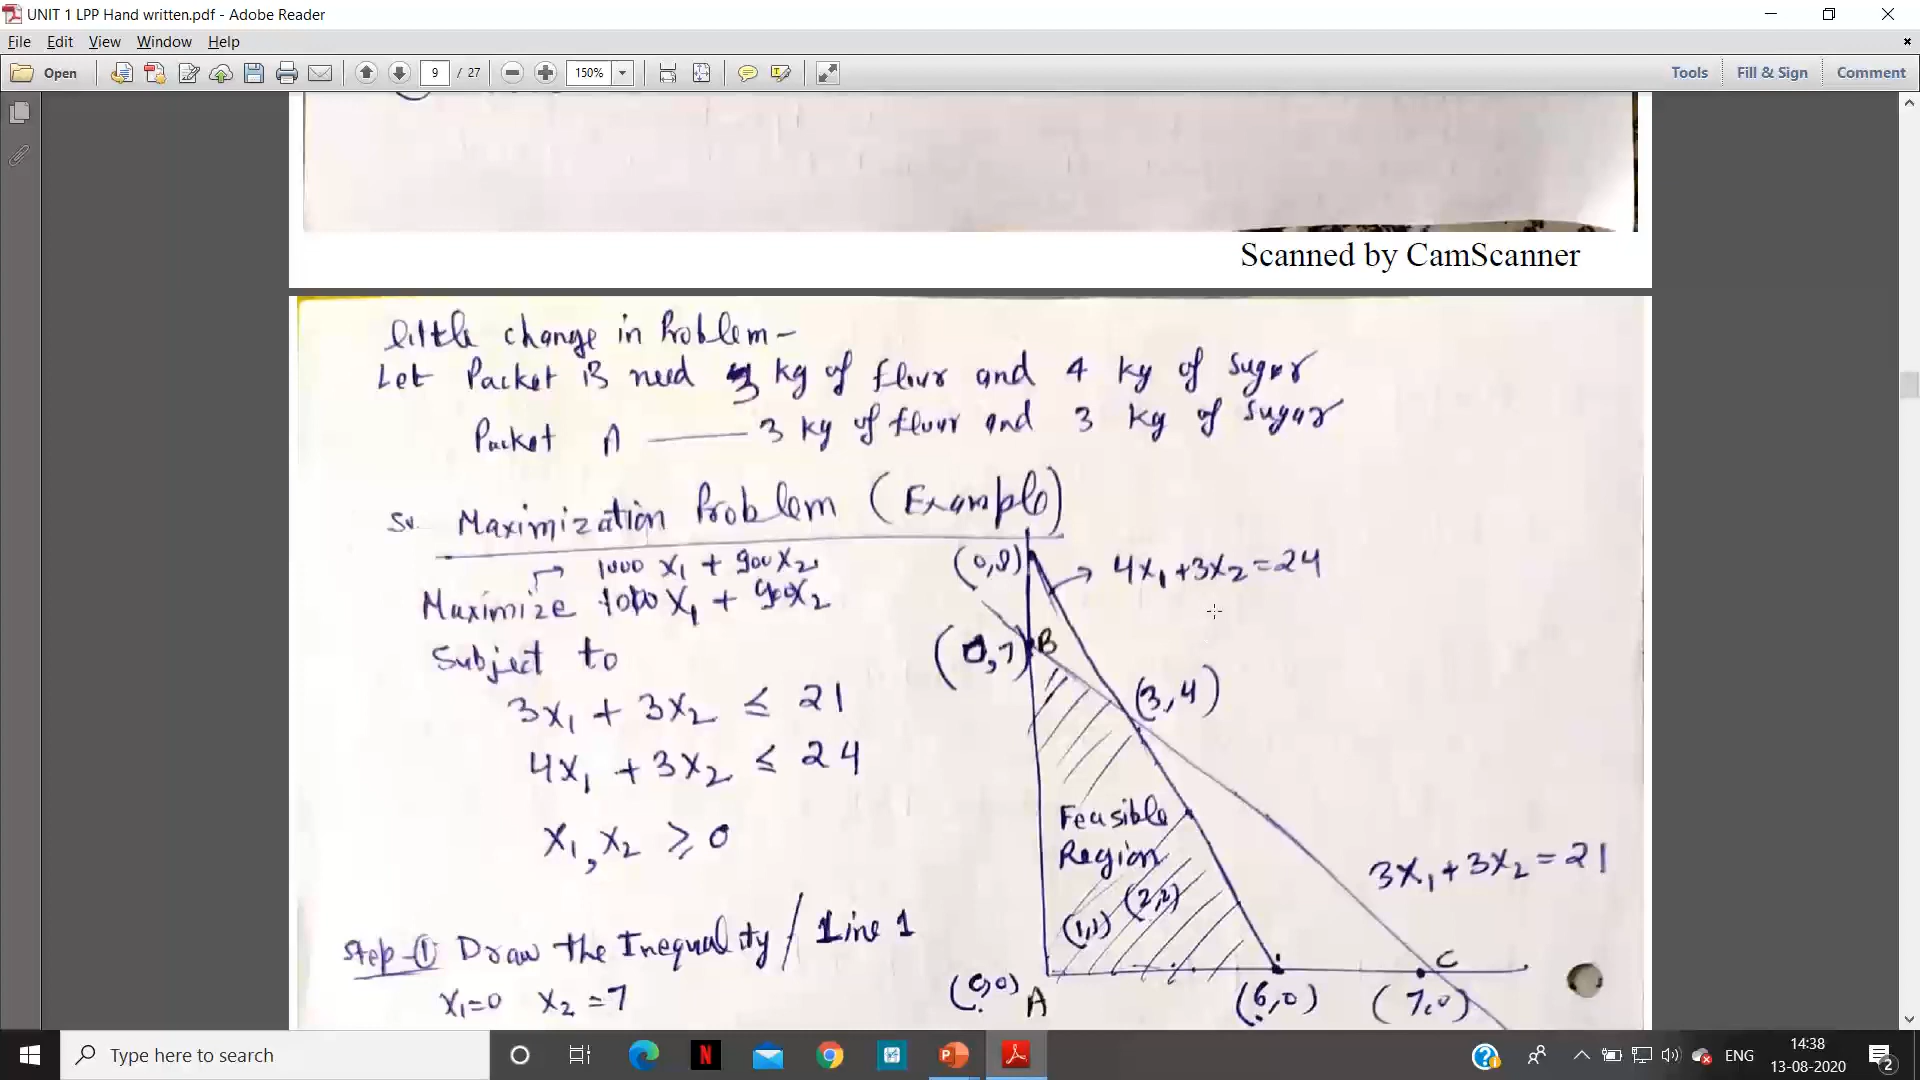 UNIT 1 LPP Hand written.pdf - Adobe Reader
File Edit View Window Help
Open 9 / 27 150% Tools Fill & Sign Comment
Scanned by CamScanner
little change in Problem -
Let Packet B need 3 kg of flour and 4 kg of Sugar
Packet A — 3 kg of flour and 3 kg of sugar
Maximization Problem (Example)
1000 X1 + 900 X2
Maximize 1000 X1 + 900X2
Subject to
3X1 + 3X2 ≤ 21
4X1 + 3X2 ≤ 24
X1, X2 ≥ 0
Step-① Draw the Inequality / Line 1
X1=0 X2=7
(0,8)
4X1+3X2=24
(0,7) B
(3,4)
Feasible
Region
(1,1) (2,2)
3X1+3X2=21
C
(0,0) A (6,0) (7,0)
Type here to search
N P
ENG
14:38
13-08-2020
2